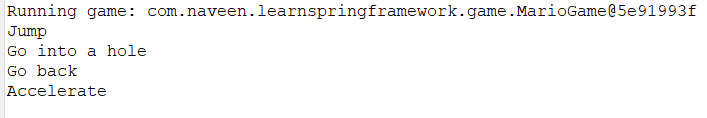 Running game: com.naveen.learnspringframework.game.MarioGame@5e91993f
Jump
Go into a hole
Go back
Accelerate